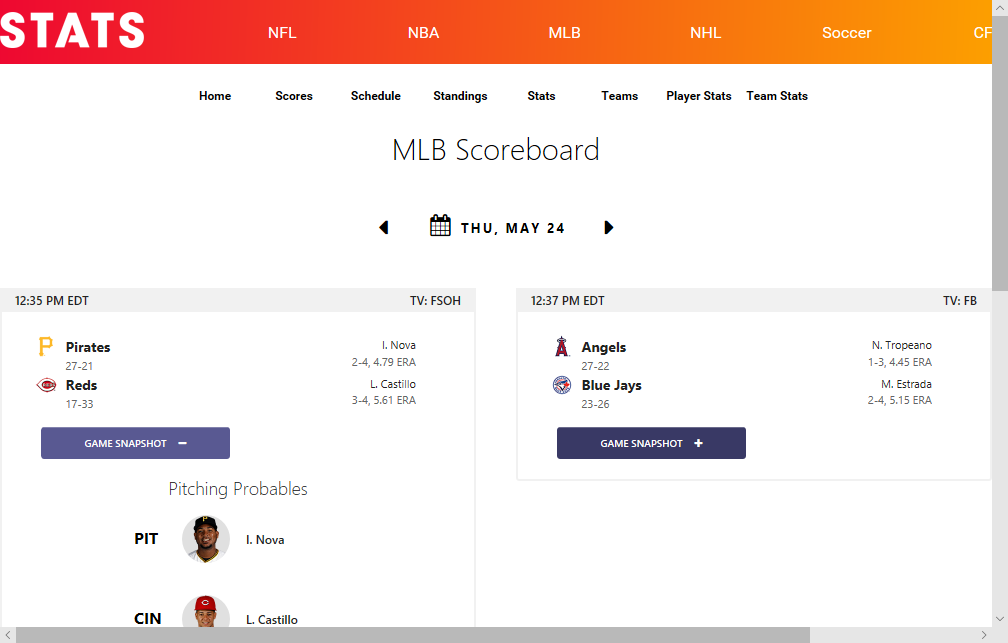 STATS
NFL NBA MLB NHL Soccer CF
Home Scores Schedule Standings Stats Teams Player Stats Team Stats
MLB Scoreboard
THU, MAY 24
12:35 PM EDT TV: FSOH
Pirates I. Nova
27-21 2-4, 4.79 ERA
Reds L. Castillo
17-33 3-4, 5.61 ERA
GAME SNAPSHOT −
Pitching Probables
PIT I. Nova
CIN L. Castillo
12:37 PM EDT TV: FB
Angels N. Tropeano
27-22 1-3, 4.45 ERA
Blue Jays M. Estrada
23-26 2-4, 5.15 ERA
GAME SNAPSHOT +